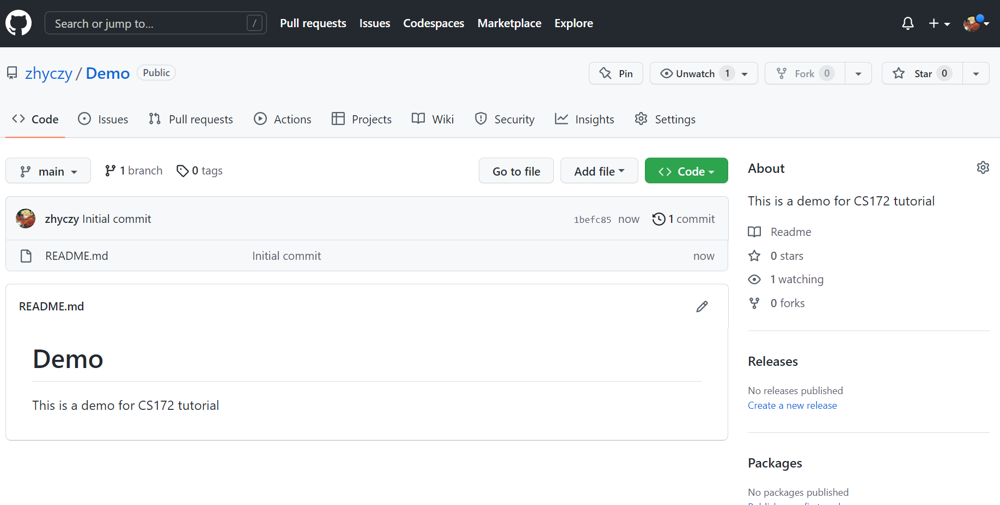 Search or jump to... / Pull requests Issues Codespaces Marketplace Explore
zhyczy / Demo Public Pin Unwatch 1 Fork 0 Star 0
Code Issues Pull requests Actions Projects Wiki Security Insights Settings
main 1 branch 0 tags Go to file Add file Code
zhyczy Initial commit 1befc85 now 1 commit
README.md Initial commit now
README.md
Demo
This is a demo for CS172 tutorial
About
This is a demo for CS172 tutorial
Readme
0 stars
1 watching
0 forks
Releases
No releases published
Create a new release
Packages
No packages published